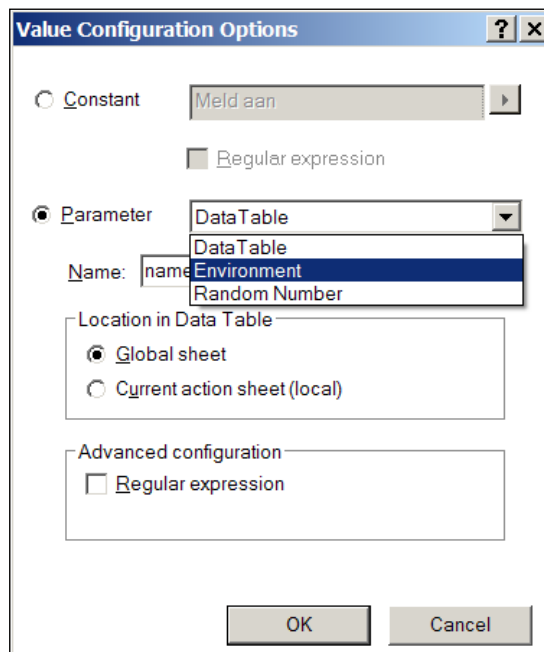 Value Configuration Options
Constant Meld aan
Regular expression
Parameter DataTable
DataTable
Name: name Environment
Random Number
Location in Data Table
Global sheet
Current action sheet (local)
Advanced configuration
Regular expression
OK Cancel